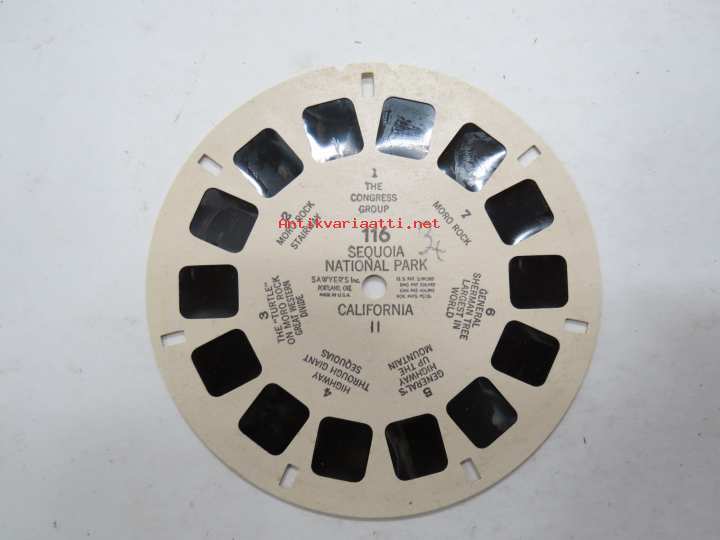 1
THE
CONGRESS
GROUP
Antikvariaatti.net
116
SEQUOIA
NATIONAL PARK
SAWYER'S Inc.
PORTLAND, ORE.
MADE IN U.S.A.
CALIFORNIA
II
2
MORO ROCK
STAIRWAY
3
THE "TURTLE"
ON MORO ROCK
GREAT WESTERN
DIVIDE
4
HIGHWAY
THROUGH GIANT
SEQUOIAS
5
GENERAL'S
HIGHWAY
UP THE
MOUNTAIN
6
GENERAL
SHERMAN TREE
LARGEST IN
WORLD
7
MORO ROCK